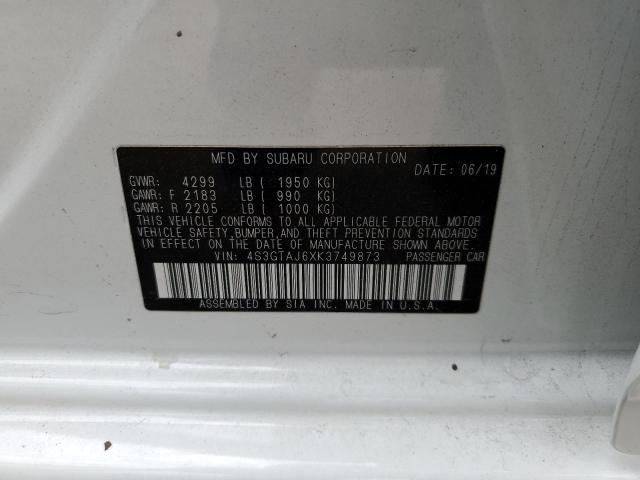 MFD BY SUBARU CORPORATION
DATE: 06/19
GVWR: 4299 LB ( 1950 KG)
GAWR: F 2183 LB ( 990 KG)
GAWR: R 2205 LB ( 1000 KG)
THIS VEHICLE CONFORMS TO ALL APPLICABLE FEDERAL MOTOR
VEHICLE SAFETY, BUMPER, AND THEFT PREVENTION STANDARDS
IN EFFECT ON THE DATE OF MANUFACTURE SHOWN ABOVE.
VIN: 4S3GTAJ6XK3749873 PASSENGER CAR
ASSEMBLED BY SIA INC. MADE IN U.S.A.